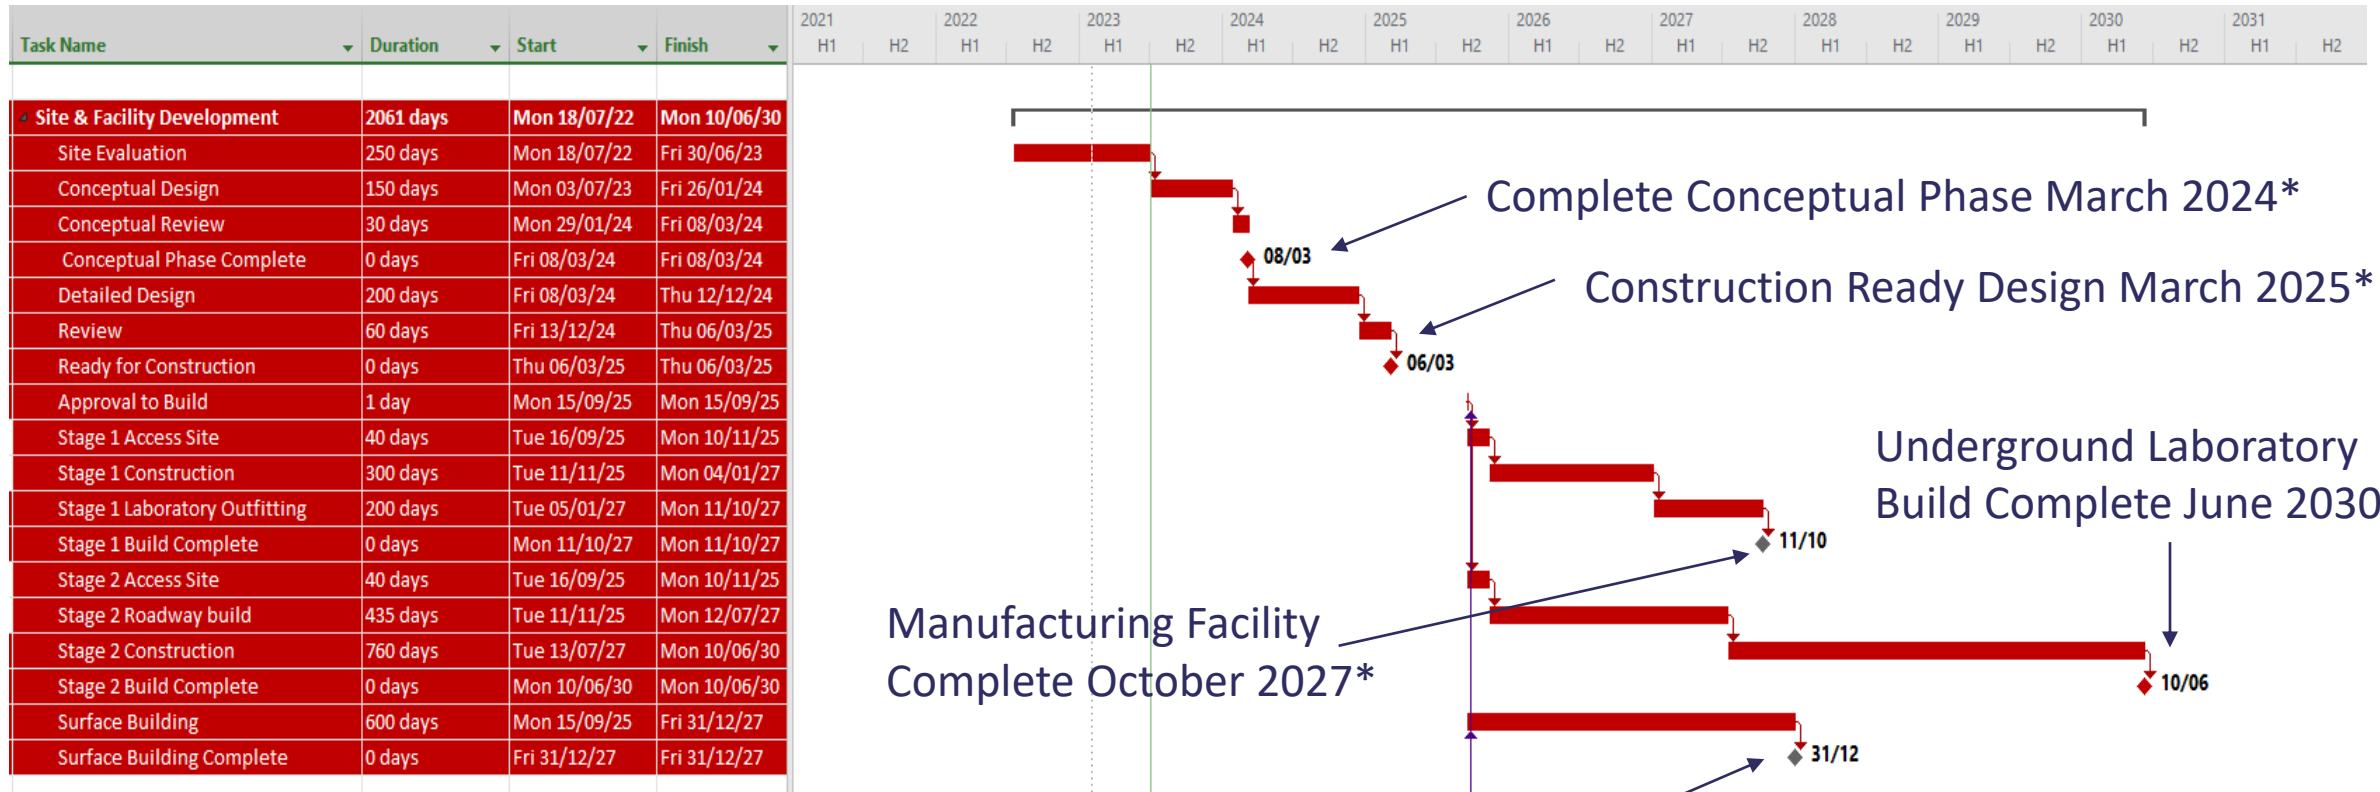 2021 2022 2023 2024 2025 2026 2027 2028 2029 2030 2031
Task Name Duration Start Finish H1 H2 H1 H2 H1 H2 H1 H2 H1 H2 H1 H2 H1 H2 H1 H2 H1 H2 H1 H2 H1 H2
Site & Facility Development 2061 days Mon 18/07/22 Mon 10/06/30
Site Evaluation 250 days Mon 18/07/22 Fri 30/06/23
Conceptual Design 150 days Mon 03/07/23 Fri 26/01/24
Complete Conceptual Phase March 2024*
Conceptual Review 30 days Mon 29/01/24 Fri 08/03/24
Conceptual Phase Complete 0 days Fri 08/03/24 Fri 08/03/24 08/03
Detailed Design 200 days Fri 08/03/24 Thu 12/12/24
Construction Ready Design March 2025*
Review 60 days Fri 13/12/24 Thu 06/03/25
Ready for Construction 0 days Thu 06/03/25 Thu 06/03/25 06/03
Approval to Build 1 day Mon 15/09/25 Mon 15/09/25
Stage 1 Access Site 40 days Tue 16/09/25 Mon 10/11/25
Underground Laboratory
Stage 1 Construction 300 days Tue 11/11/25 Mon 04/01/27
Build Complete June 2030
Stage 1 Laboratory Outfitting 200 days Tue 05/01/27 Mon 11/10/27
Stage 1 Build Complete 0 days Mon 11/10/27 Mon 11/10/27 11/10
Stage 2 Access Site 40 days Tue 16/09/25 Mon 10/11/25
Stage 2 Roadway build 435 days Tue 11/11/25 Mon 12/07/27
Manufacturing Facility
Stage 2 Construction 760 days Tue 13/07/27 Mon 10/06/30
Complete October 2027*
Stage 2 Build Complete 0 days Mon 10/06/30 Mon 10/06/30 10/06
Surface Building 600 days Mon 15/09/25 Fri 31/12/27
Surface Building Complete 0 days Fri 31/12/27 Fri 31/12/27 31/12